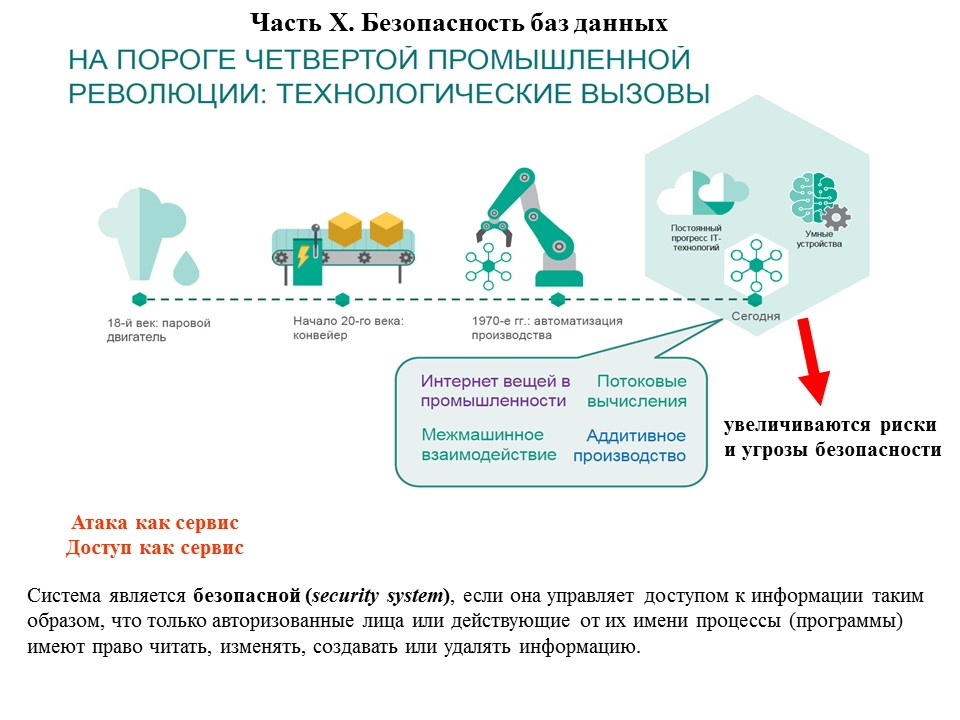 Часть X. Безопасность баз данных
НА ПОРОГЕ ЧЕТВЕРТОЙ ПРОМЫШЛЕННОЙ
РЕВОЛЮЦИИ: ТЕХНОЛОГИЧЕСКИЕ ВЫЗОВЫ
Постоянный
прогресс IT-
технологий
Умные
устройства
18-й век: паровой
двигатель
Начало 20-го века:
конвейер
1970-е гг.: автоматизация
производства
Сегодня
Интернет вещей в
промышленности
Потоковые
вычисления
Межмашинное
взаимодействие
Аддитивное
производство
увеличиваются риски
и угрозы безопасности
Атака как сервис
Доступ как сервис
Система является безопасной (security system), если она управляет доступом к информации таким
образом, что только авторизованные лица или действующие от их имени процессы (программы)
имеют право читать, изменять, создавать или удалять информацию.